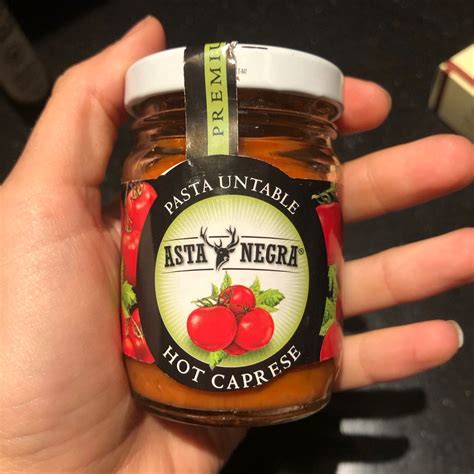 PREMIUM
PASTA UNTABLE
ASTA NEGRA®
HOT CAPRESE